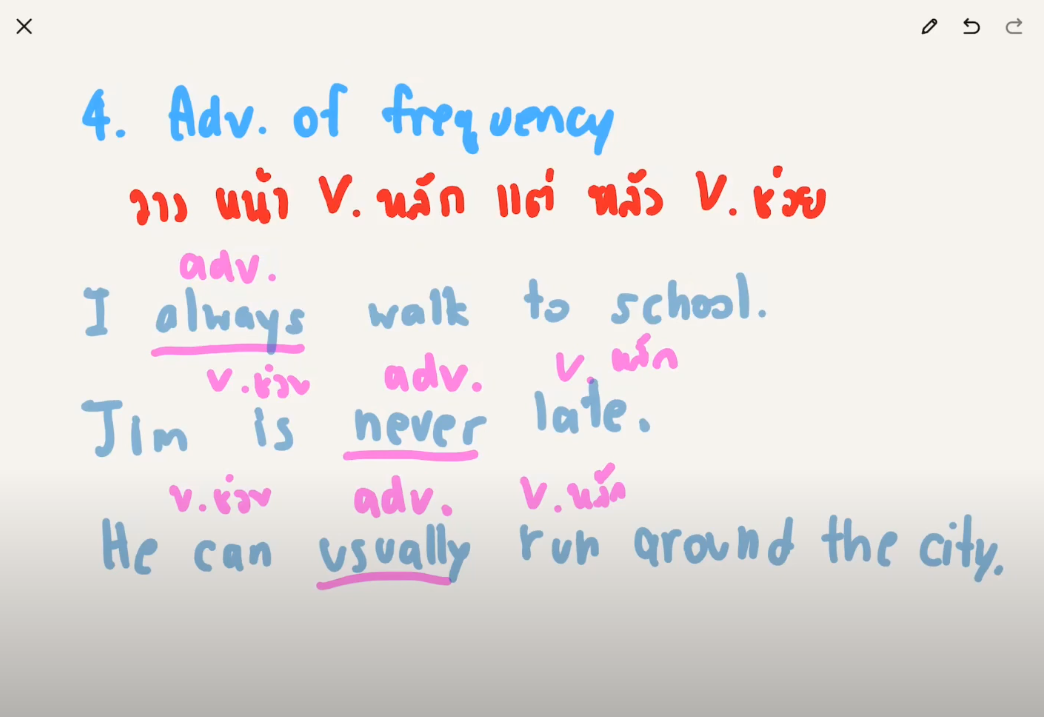 4. Adv. of frequency
วาง หน้า V. หลัก แต่ หลัง V. ช่วย
adv.
I always walk to school.
v.ช่วย adv. V. หลัก
Jim is never late.
v.ช่วย adv. V.หลัก
He can usually run around the city.